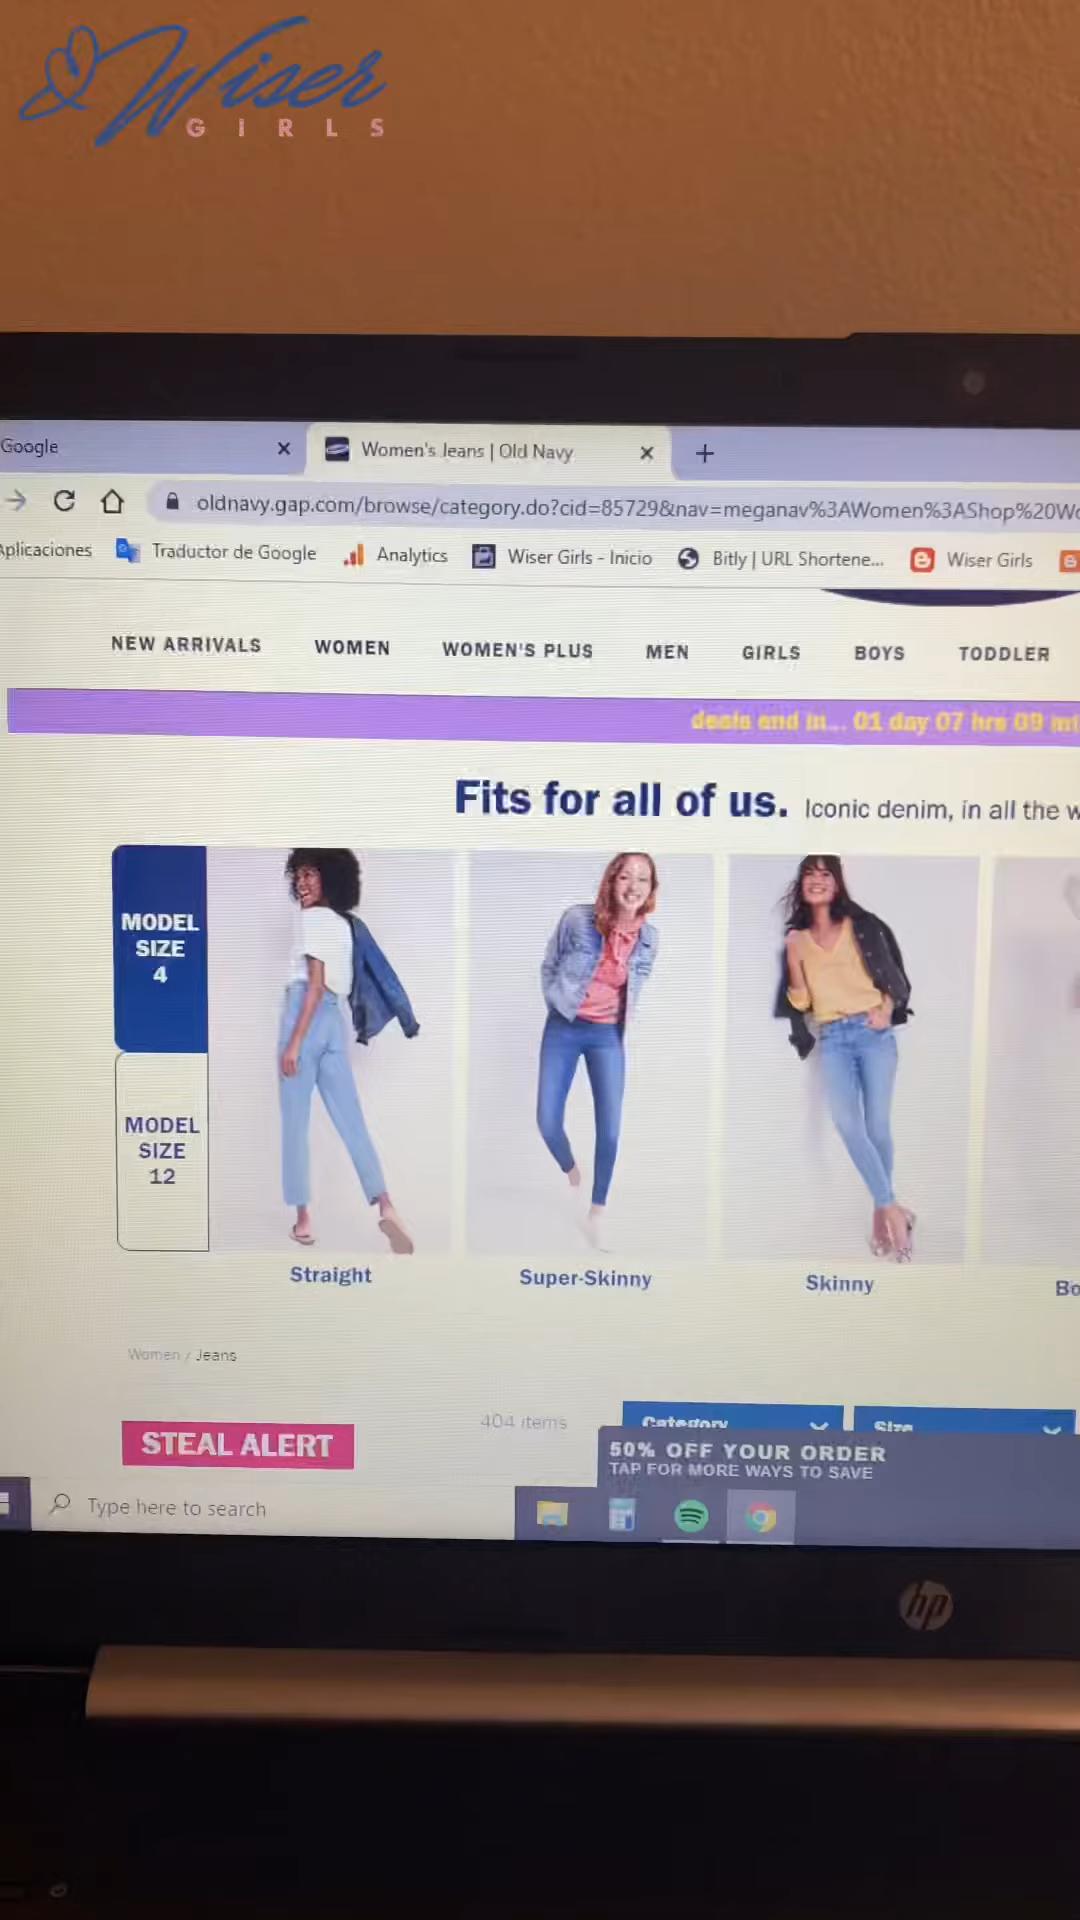 Wiser
GIRLS
Google
Women's Jeans | Old Navy
oldnavy.gap.com/browse/category.do?cid=85729&nav=meganav%3AWomen%3AShop%20Wo
Aplicaciones Traductor de Google Analytics Wiser Girls - Inicio Bitly | URL Shortene... Wiser Girls
NEW ARRIVALS WOMEN WOMEN'S PLUS MEN GIRLS BOYS TODDLER
deals end in... 01 day 07 hrs 09
Fits for all of us. Iconic denim, in all the
MODEL
SIZE
4
MODEL
SIZE
12
Straight Super-Skinny Skinny Bo
Women / Jeans
STEAL ALERT
404 items
Category Size
50% OFF YOUR ORDER
TAP FOR MORE WAYS TO SAVE
Type here to search
hp